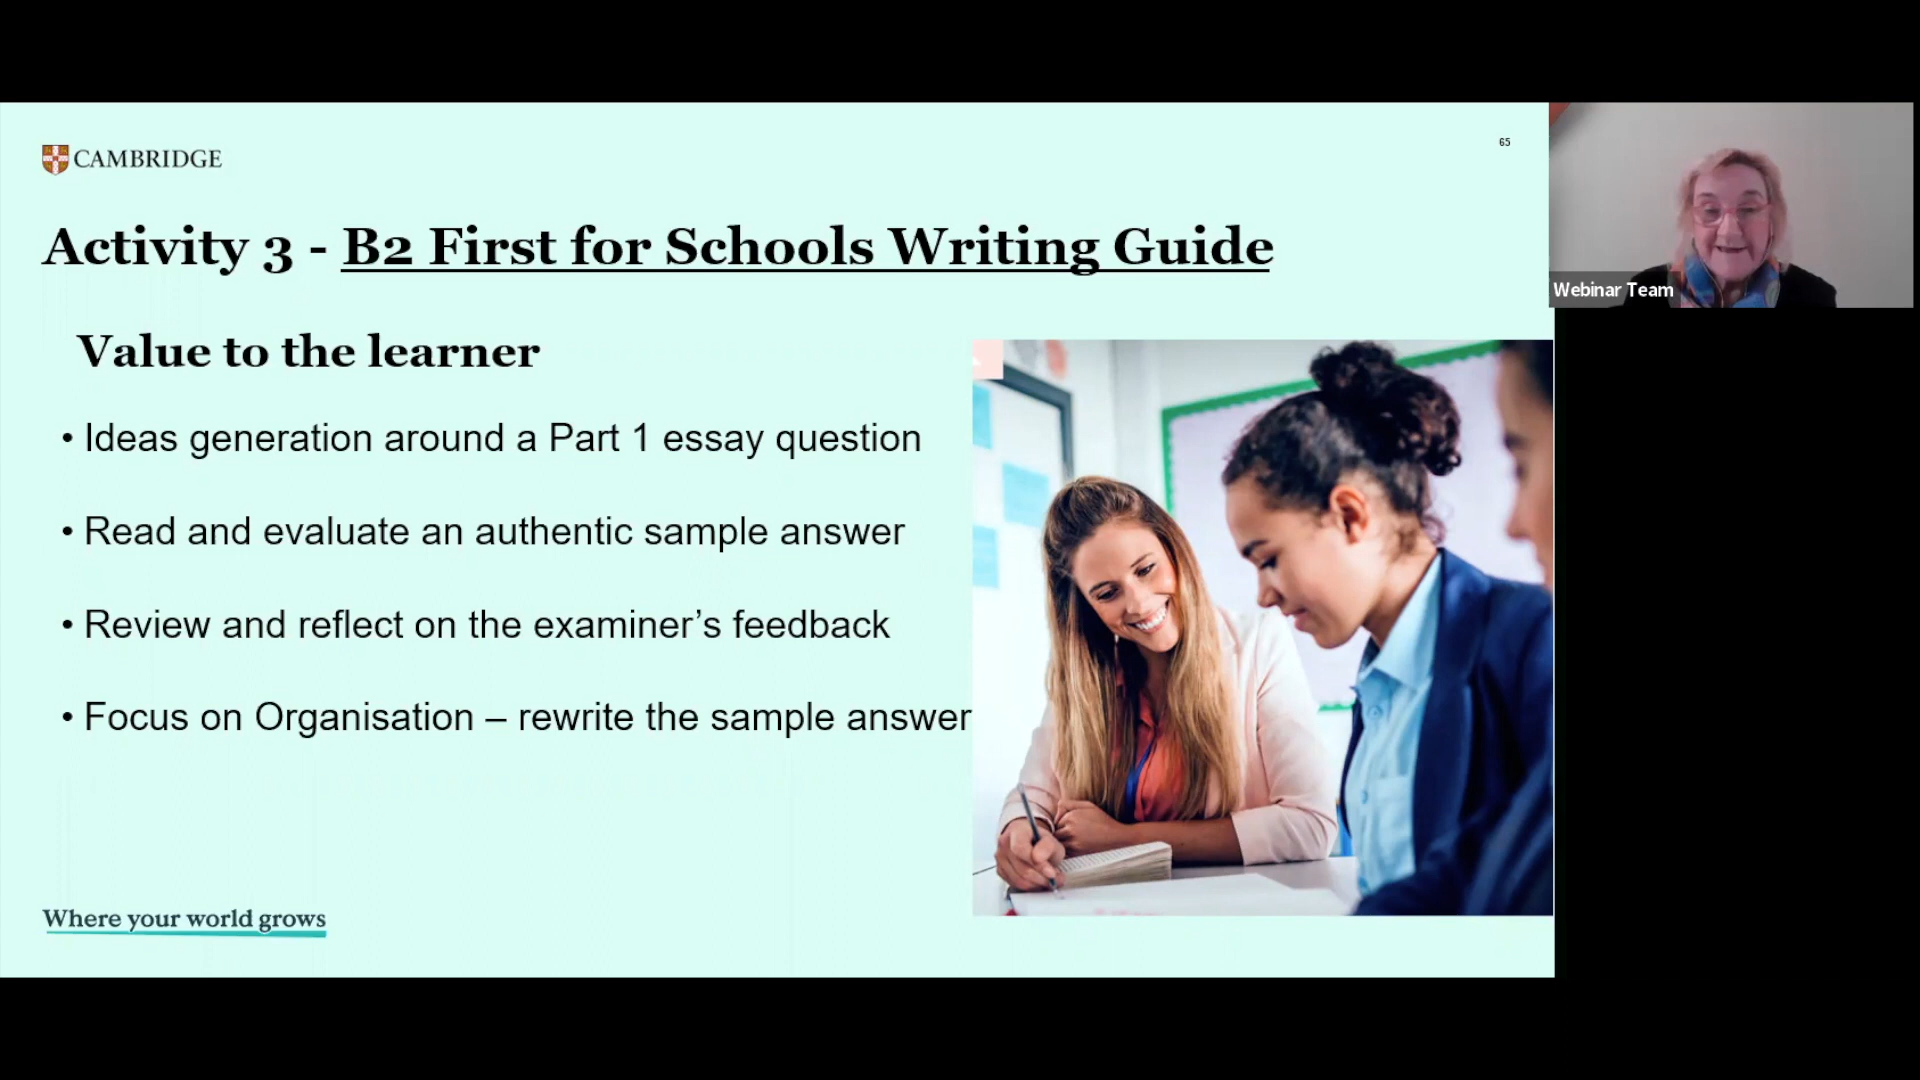 CAMBRIDGE
65
Activity 3 - B2 First for Schools Writing Guide
Webinar Team
Value to the learner
• Ideas generation around a Part 1 essay question
• Read and evaluate an authentic sample answer
• Review and reflect on the examiner’s feedback
• Focus on Organisation – rewrite the sample answer
Where your world grows